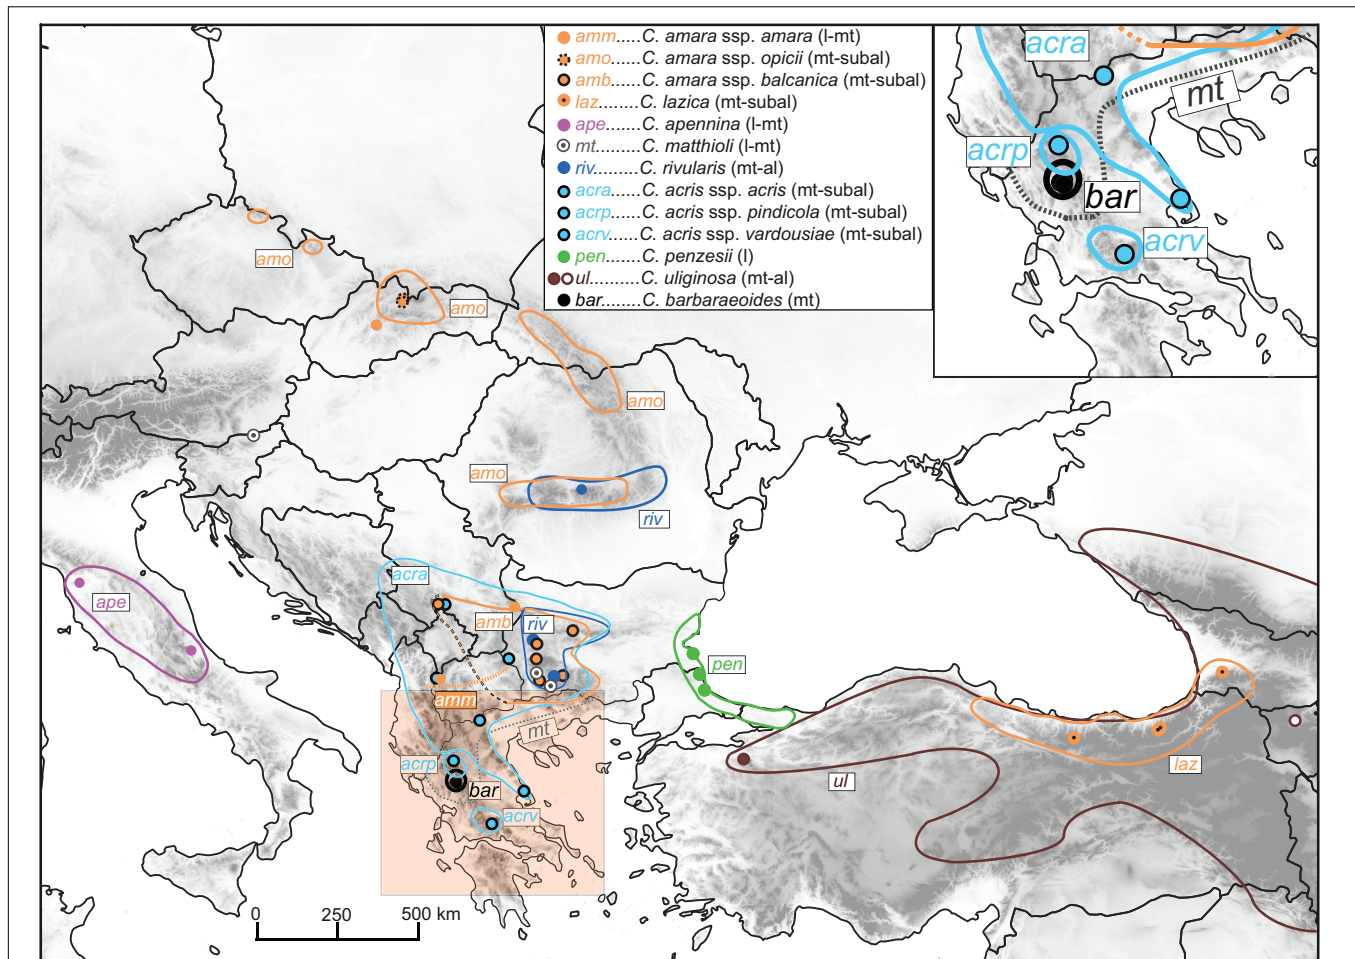 amm.....C. amara ssp. amara (l-mt)
amo.....C. amara ssp. opicii (mt-subal)
amb.....C. amara ssp. balcanica (mt-subal)
laz........C. lazica (mt-subal)
ape.......C. apennina (l-mt)
mt.........C. matthioli (l-mt)
riv.........C. rivularis (mt-al)
acra......C. acris ssp. acris (mt-subal)
acrp......C. acris ssp. pindicola (mt-subal)
acrv......C. acris ssp. vardousiae (mt-subal)
pen.......C. penzesii (l)
ul..........C. uliginosa (mt-al)
bar........C. barbaraeoides (mt)
acra
mt
acrp
bar
acrv
amo
amo
amo
amo
riv
acra
amb
riv
ape
pen
amm
mt
acrp
bar
acrv
ul
laz
0 250 500 km